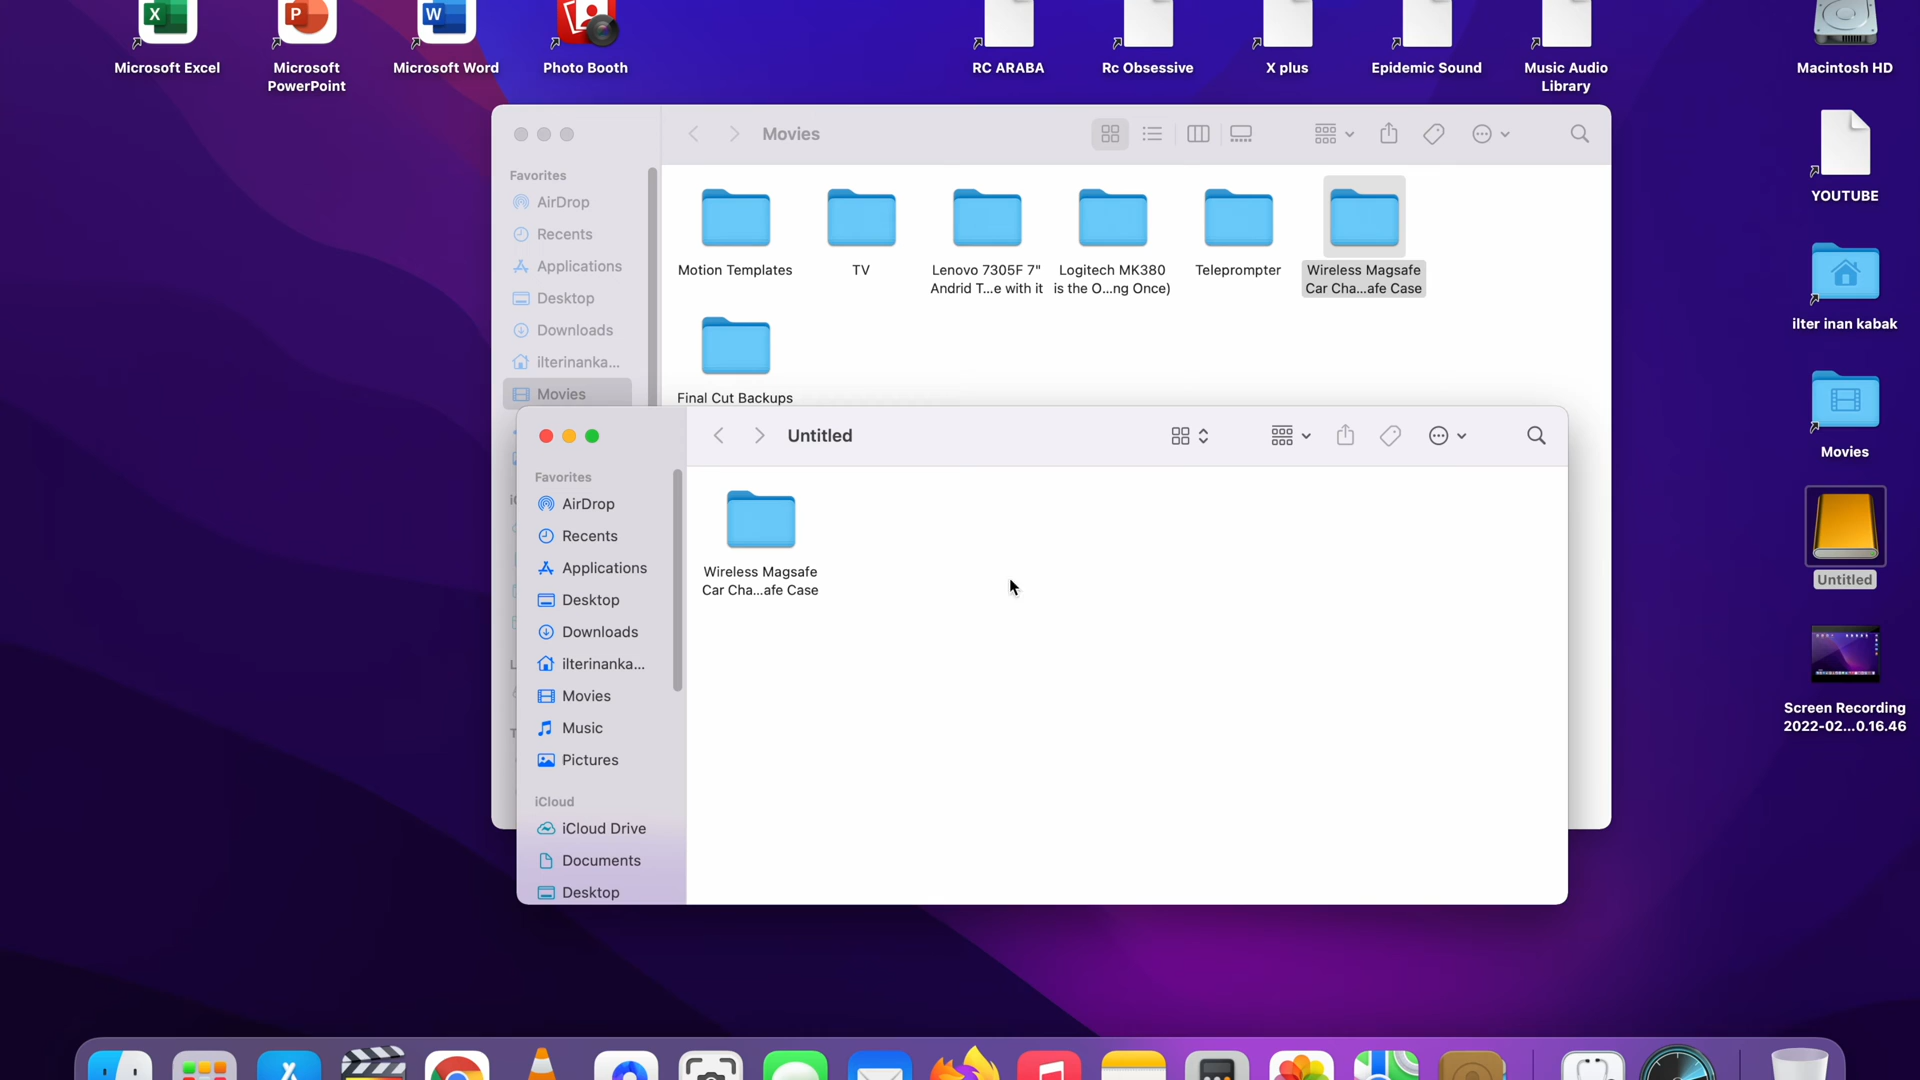 X
P
W
Microsoft Excel
Microsoft
PowerPoint
Microsoft Word
Photo Booth
RC ARABA
Rc Obsessive
X plus
Epidemic Sound
Music Audio
Library
Macintosh HD
YOUTUBE
ilter inan kabak
Movies
Untitled
Screen Recording
2022-02...0.16.46
Movies
Favorites
AirDrop
Recents
Applications
Desktop
Downloads
ilterinanka...
Movies
Motion Templates
TV
Lenovo 7305F 7"
Andrid T...e with it
Logitech MK380
is the O...ng Once)
Teleprompter
Wireless Magsafe
Car Cha...afe Case
Final Cut Backups
Untitled
Favorites
AirDrop
Recents
Applications
Desktop
Downloads
ilterinanka...
Movies
Music
Pictures
iCloud
iCloud Drive
Documents
Desktop
Wireless Magsafe
Car Cha...afe Case